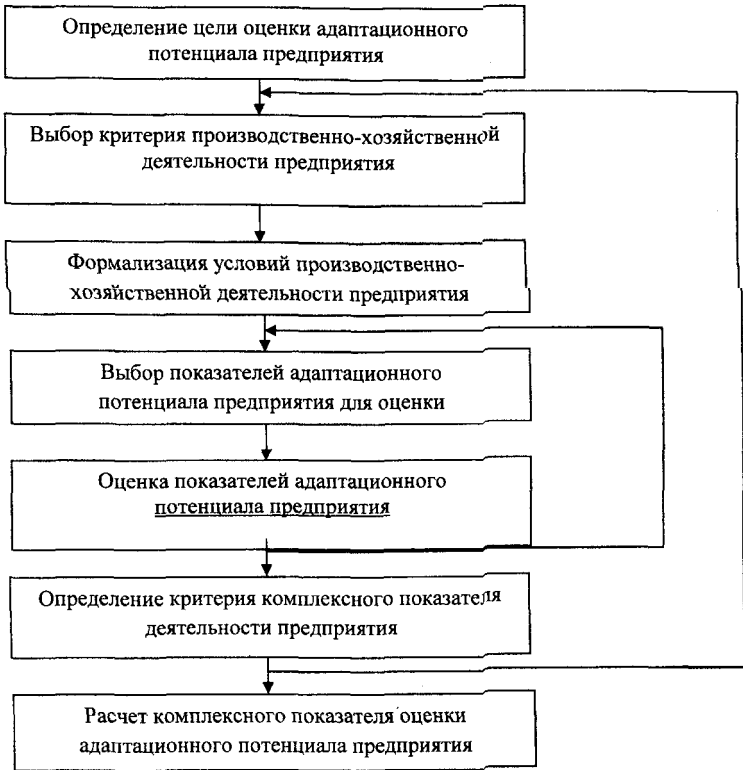 Определение цели оценки адаптационного
потенциала предприятия
Выбор критерия производственно-хозяйственной
деятельности предприятия
Формализация условий производственно-
хозяйственной деятельности предприятия
Выбор показателей адаптационного
потенциала предприятия для оценки
Оценка показателей адаптационного
потенциала предприятия
Определение критерия комплексного показателя
деятельности предприятия
Расчет комплексного показателя оценки
адаптационного потенциала предприятия